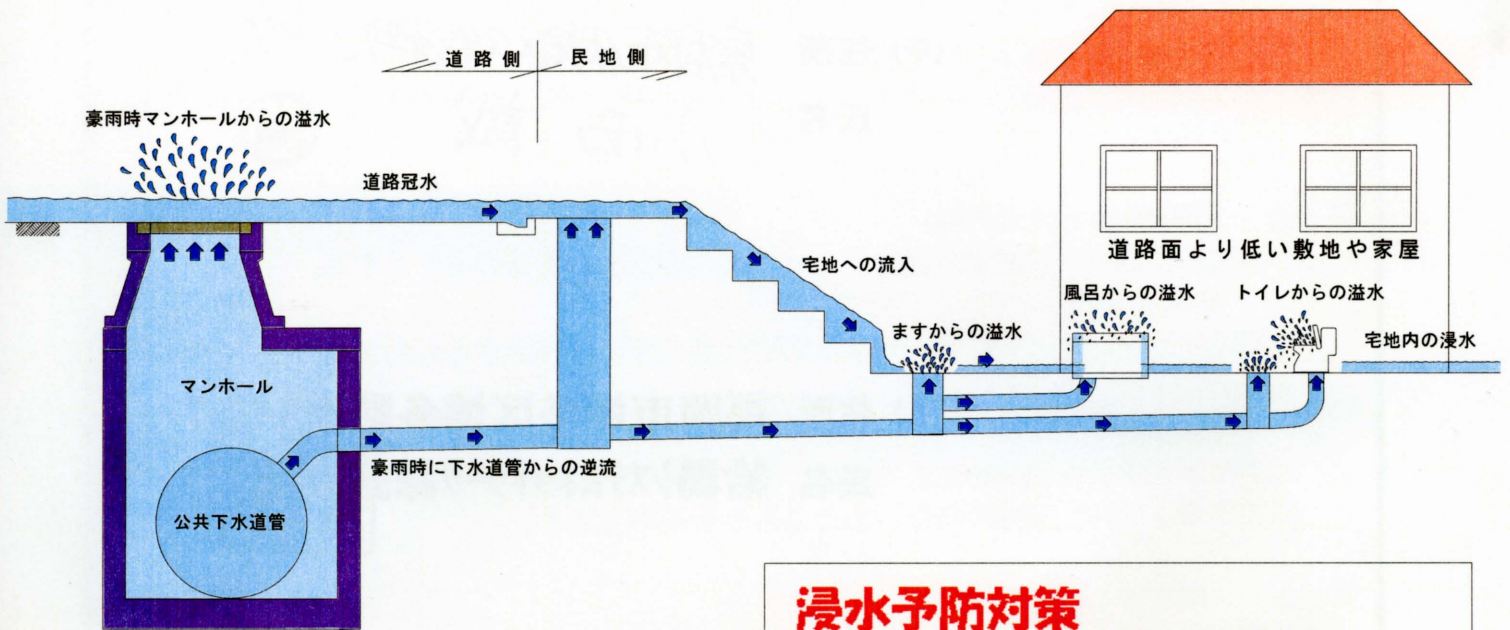 道路側
民地側
豪雨時マンホールからの溢水
道路冠水
宅地への流入
道路面より低い敷地や家屋
風呂からの溢水
トイレからの溢水
ますからの溢水
宅地内の浸水
マンホール
豪雨時に下水道管からの逆流
公共下水道管
浸水予防対策